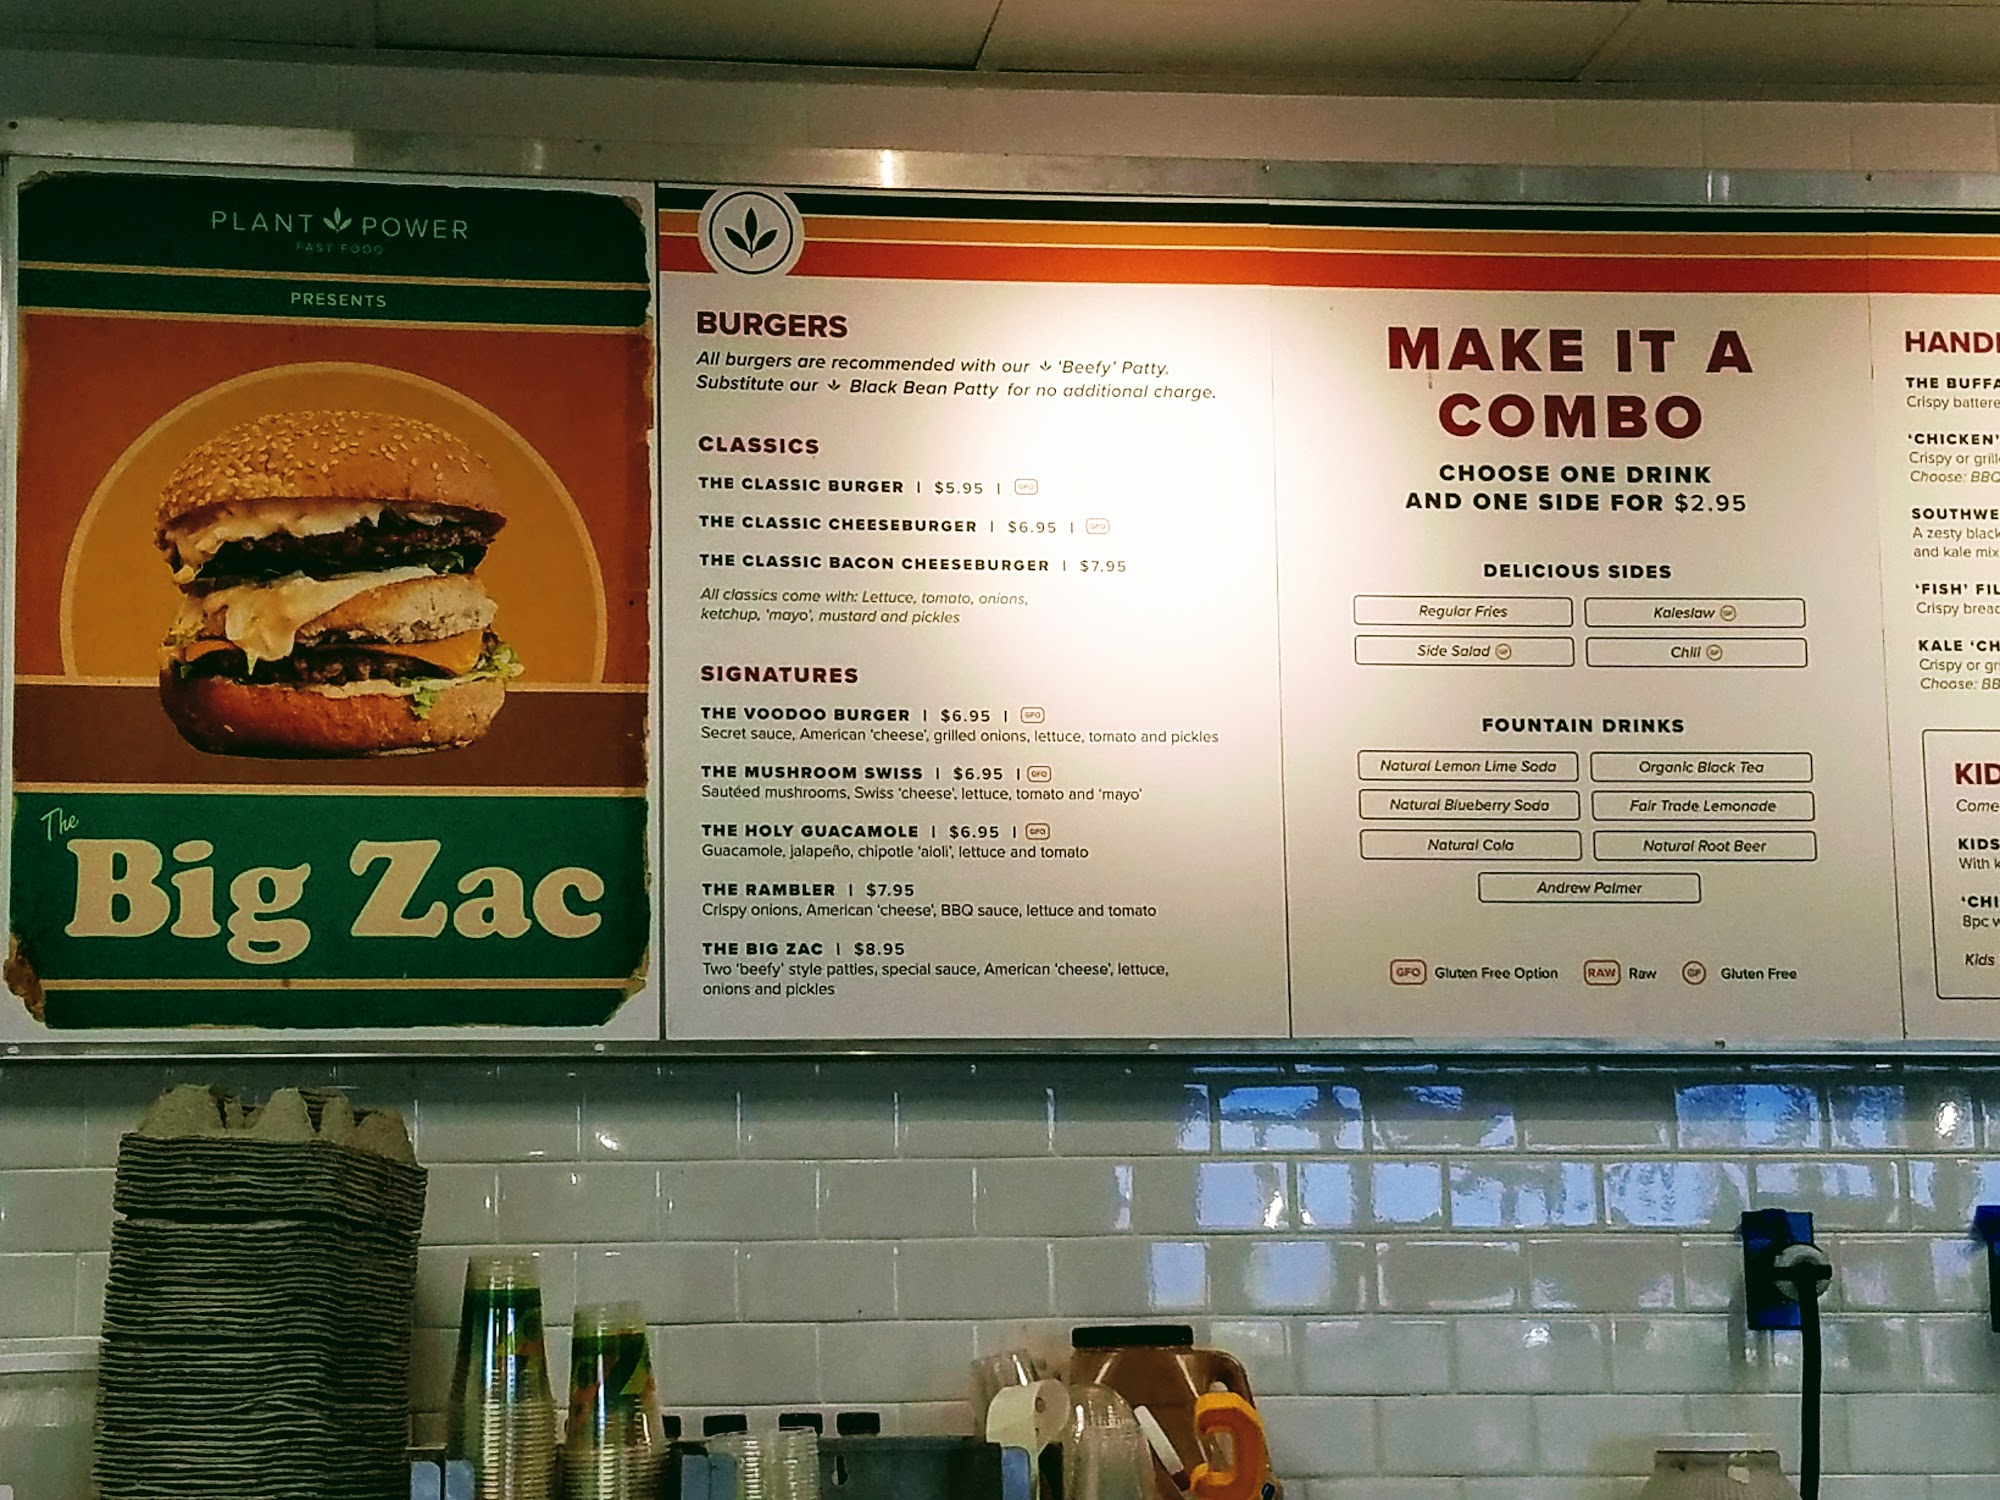 PLANT POWER
FAST FOOD
PRESENTS
The
Big Zac
BURGERS
All burgers are recommended with our 'Beefy' Patty.
Substitute our Black Bean Patty for no additional charge.
CLASSICS
THE CLASSIC BURGER | $5.95 | GFO
THE CLASSIC CHEESEBURGER | $6.95 | GFO
THE CLASSIC BACON CHEESEBURGER | $7.95
All classics come with: Lettuce, tomato, onions,
ketchup, 'mayo', mustard and pickles
SIGNATURES
THE VOODOO BURGER | $6.95 | GFO
Secret sauce, American 'cheese', grilled onions, lettuce, tomato and pickles
THE MUSHROOM SWISS | $6.95 | GFO
Sautéed mushrooms, Swiss 'cheese', lettuce, tomato and 'mayo'
THE HOLY GUACAMOLE | $6.95 | GFO
Guacamole, jalapeño, chipotle 'aioli', lettuce and tomato
THE RAMBLER | $7.95
Crispy onions, American 'cheese', BBQ sauce, lettuce and tomato
THE BIG ZAC | $8.95
Two 'beefy' style patties, special sauce, American 'cheese', lettuce,
onions and pickles
MAKE IT A
COMBO
CHOOSE ONE DRINK
AND ONE SIDE FOR $2.95
DELICIOUS SIDES
Regular Fries Kaleslaw GF
Side Salad GF Chili GF
FOUNTAIN DRINKS
Natural Lemon Lime Soda Organic Black Tea
Natural Blueberry Soda Fair Trade Lemonade
Natural Cola Natural Root Beer
Andrew Palmer
GFO Gluten Free Option RAW Raw GF Gluten Free
HAND
THE BUFFA
Crispy battere
'CHICKEN'
Crispy or grill
Choose: BBQ
SOUTHWE
A zesty black
and kale mix
'FISH' FIL
Crispy bread
KALE 'CH
Crispy or gr
Choose: BB
KID
Come
KIDS
With k
'CHI
8pc w
Kids